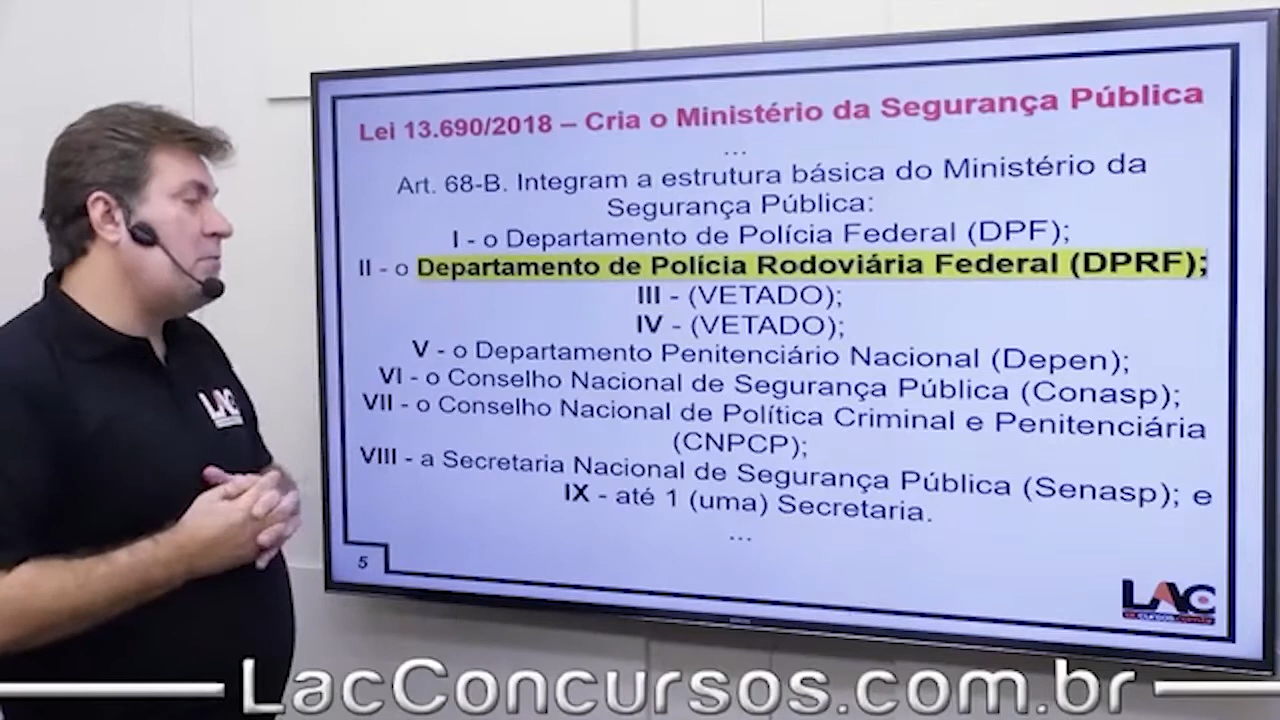 Lei 13.690/2018 – Cria o Ministério da Segurança Pública
...
Art. 68-B. Integram a estrutura básica do Ministério da
Segurança Pública:
I - o Departamento de Polícia Federal (DPF);
II - o Departamento de Polícia Rodoviária Federal (DPRF);
III - (VETADO);
IV - (VETADO);
V - o Departamento Penitenciário Nacional (Depen);
VI - o Conselho Nacional de Segurança Pública (Conasp);
VII - o Conselho Nacional de Política Criminal e Penitenciária
(CNPCP);
VIII - a Secretaria Nacional de Segurança Pública (Senasp); e
IX - até 1 (uma) Secretaria.
...
5
LAC
LAC
LacConcursos.com.br